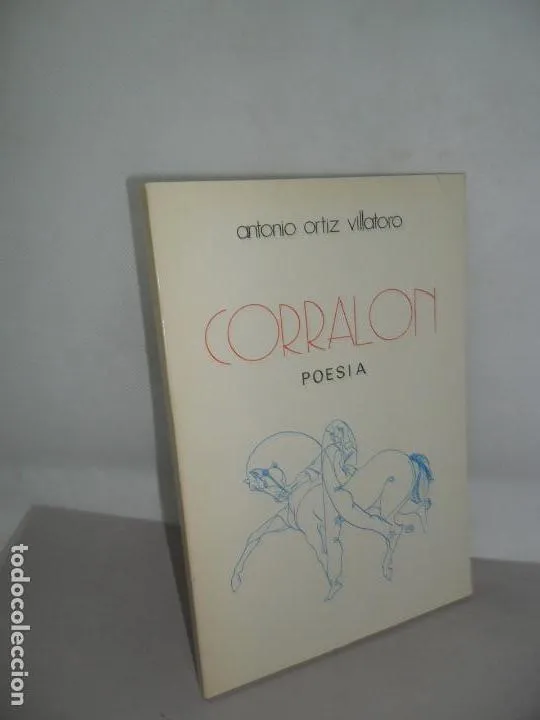 antonio ortiz villatoro
CORRALON
POESIA
todocoleccion